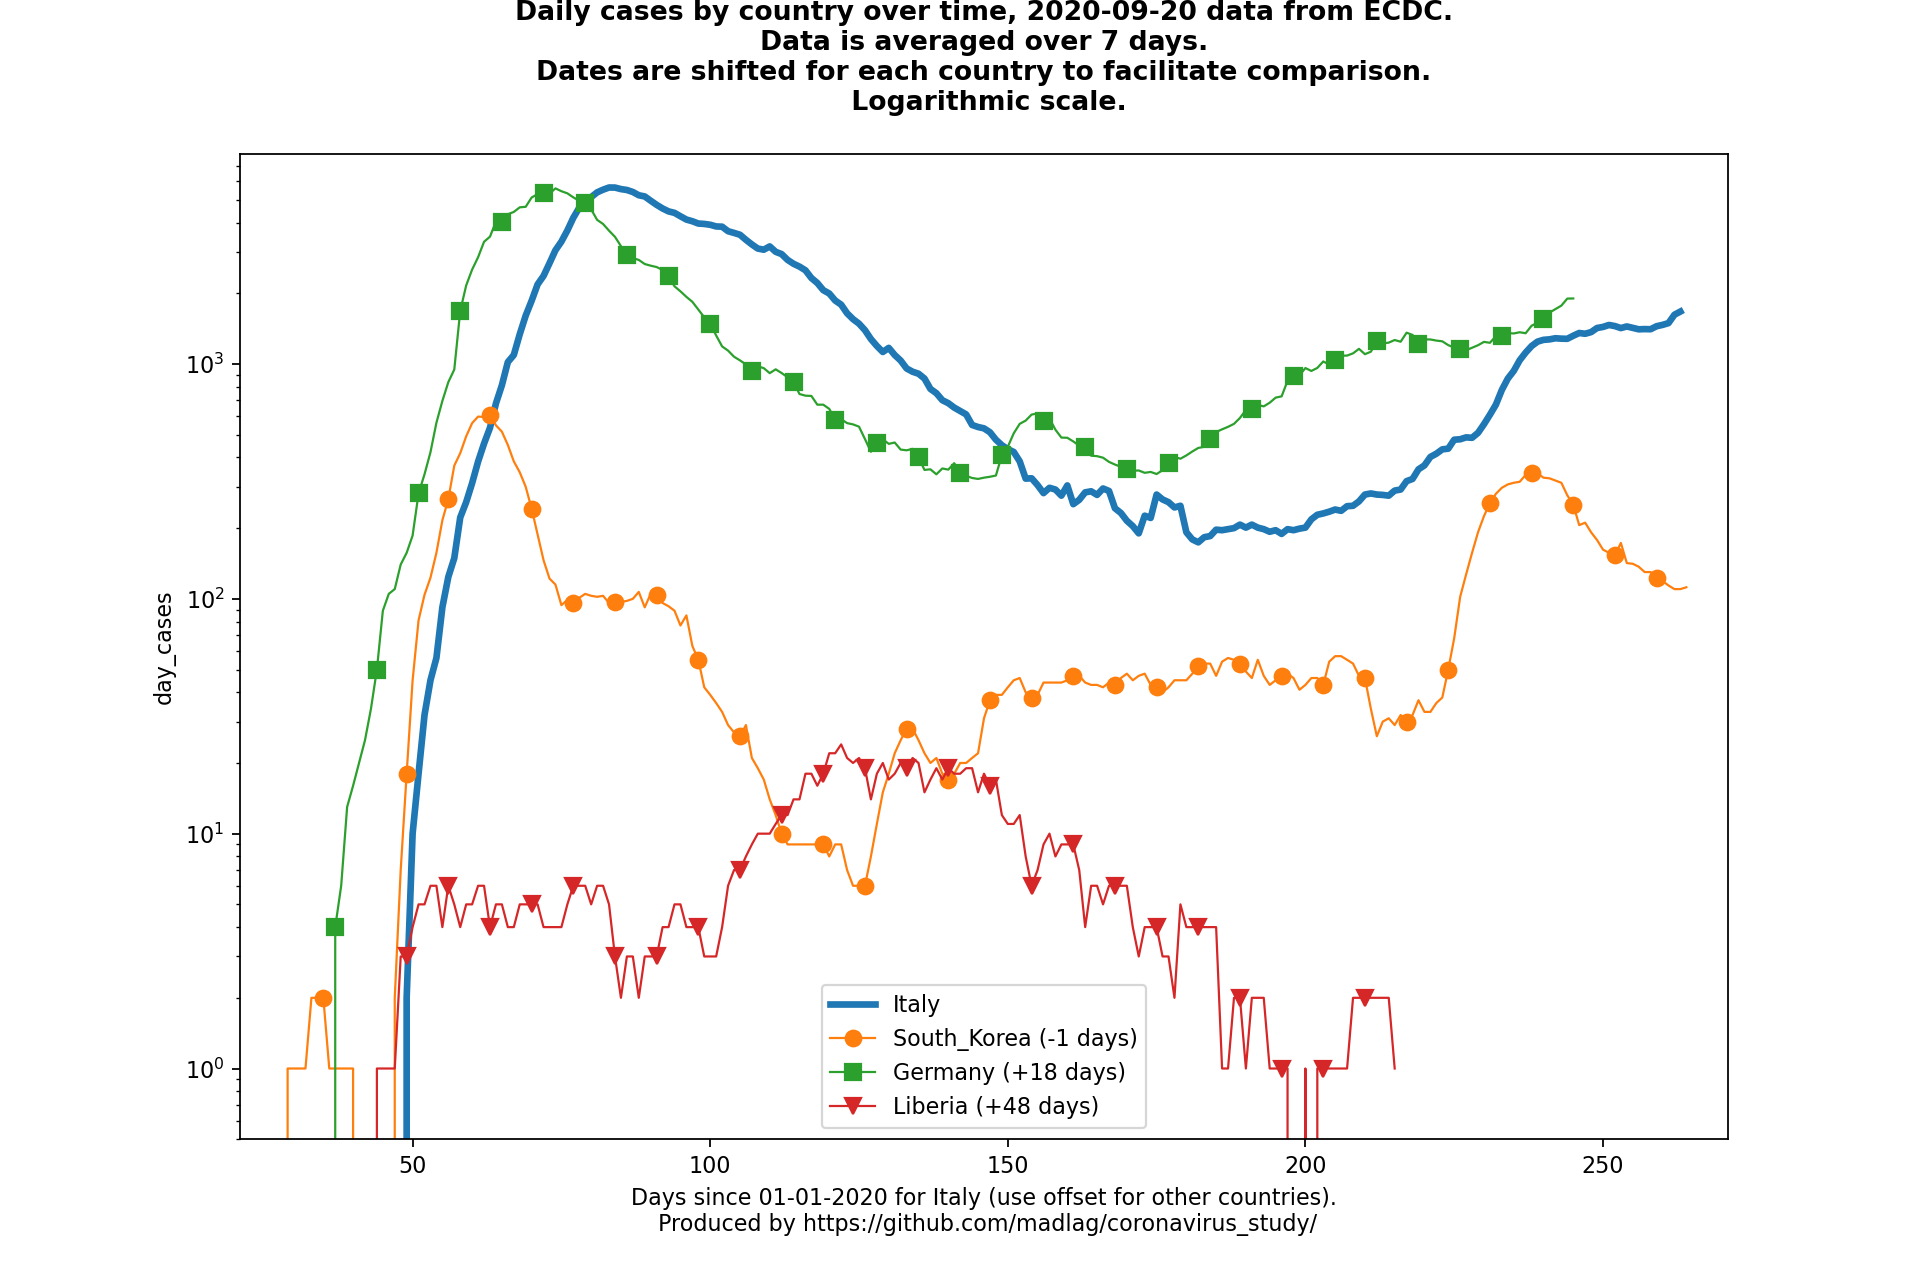 Daily cases by country over time, 2020-09-20 data from ECDC.
Data is averaged over 7 days.
Dates are shifted for each country to facilitate comparison.
Logarithmic scale.
day_cases
10³
10²
10¹
10⁰
Italy
South_Korea (-1 days)
Germany (+18 days)
Liberia (+48 days)
50 100 150 200 250
Days since 01-01-2020 for Italy (use offset for other countries).
Produced by https://github.com/madlag/coronavirus_study/